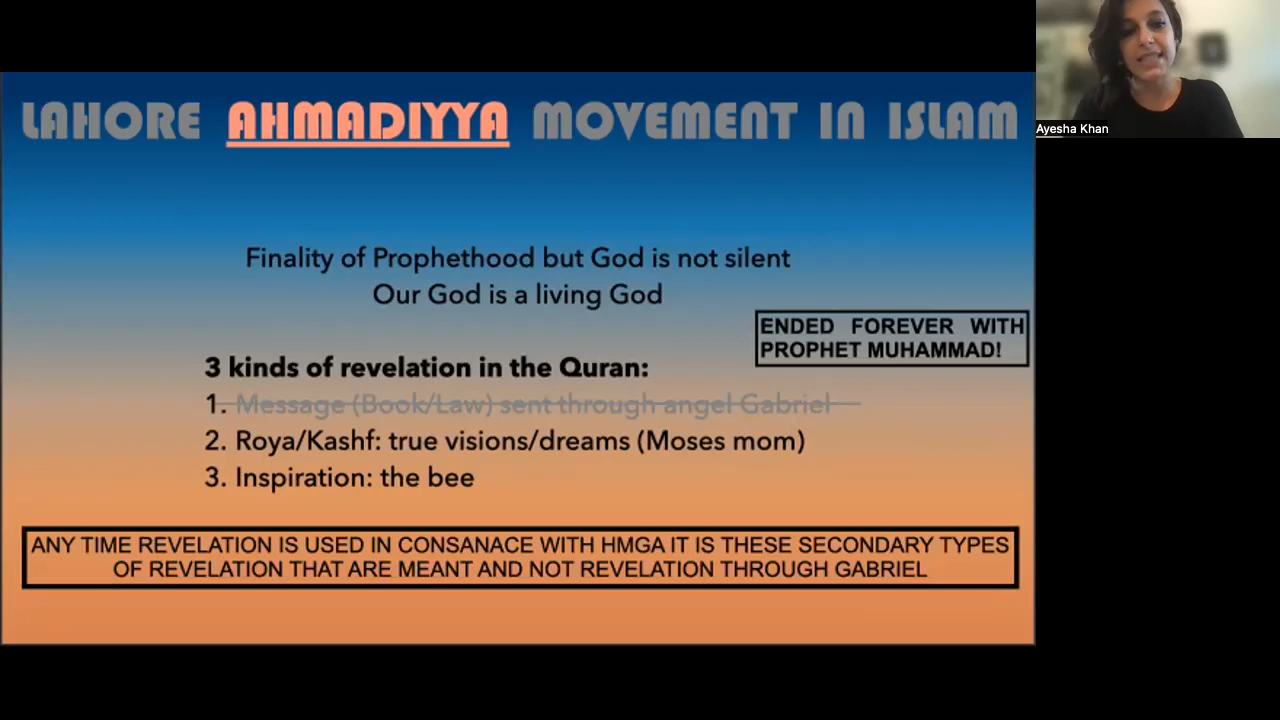 LAHORE AHMADIYYA MOVEMENT IN ISLAM
Ayesha Khan
Finality of Prophethood but God is not silent
Our God is a living God
ENDED FOREVER WITH
PROPHET MUHAMMAD!
3 kinds of revelation in the Quran:
1. Message (Book/Law) sent through angel Gabriel
2. Roya/Kashf: true visions/dreams (Moses mom)
3. Inspiration: the bee
ANY TIME REVELATION IS USED IN CONSANACE WITH HMGA IT IS THESE SECONDARY TYPES
OF REVELATION THAT ARE MEANT AND NOT REVELATION THROUGH GABRIEL